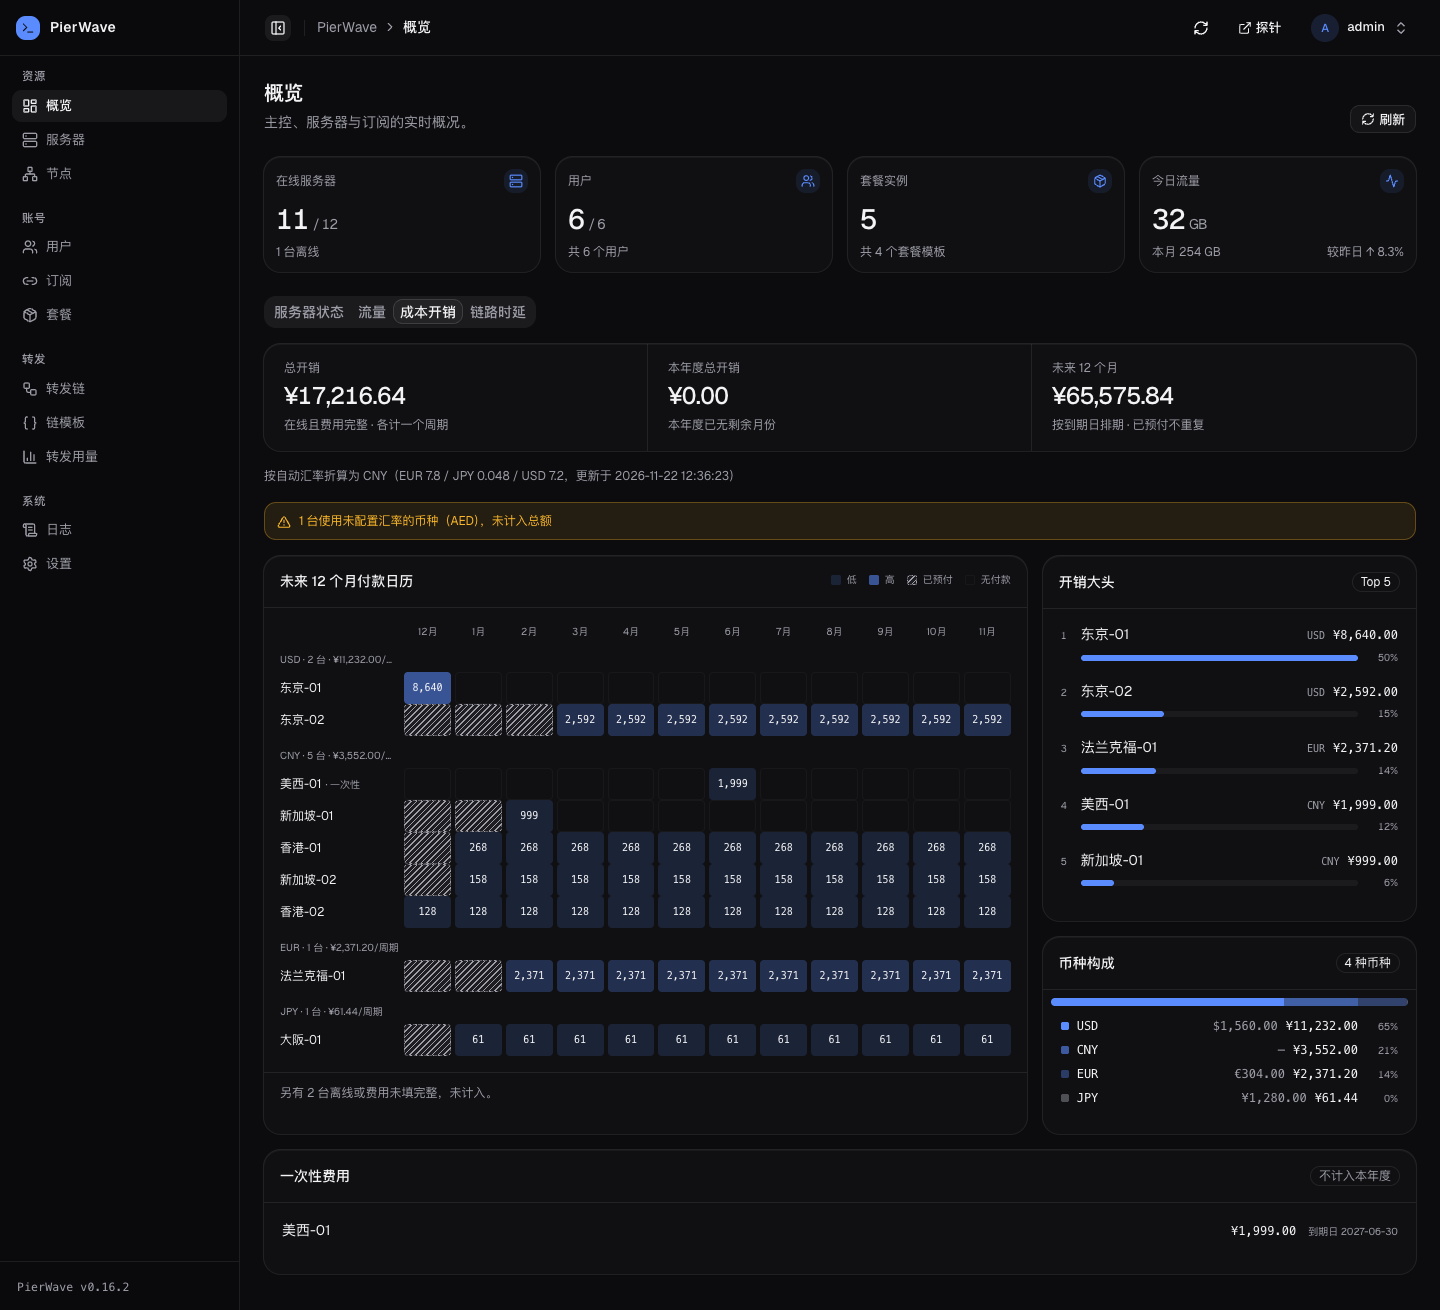 PierWave
PierWave > 概览
探针
A admin
资源
概览
服务器
节点
账号
用户
订阅
套餐
转发
转发链
链模板
转发用量
系统
日志
设置
PierWave v0.16.2
概览
主控、服务器与订阅的实时概况。
刷新
在线服务器
11 / 12
1 台离线
用户
6 / 6
共 6 个用户
套餐实例
5
共 4 个套餐模板
今日流量
32 GB
本月 254 GB 较昨日 ↑ 8.3%
服务器状态 流量 成本开销 链路时延
总开销
¥17,216.64
在线且费用完整 · 各计一个周期
本年度总开销
¥0.00
本年度已无剩余月份
未来 12 个月
¥65,575.84
按到期日排期 · 已预付不重复
按自动汇率折算为 CNY（EUR 7.8 / JPY 0.048 / USD 7.2，更新于 2026-11-22 12:36:23）
1 台使用未配置汇率的币种（AED），未计入总额
未来 12 个月付款日历
低 高 已预付 无付款
12月 1月 2月 3月 4月 5月 6月 7月 8月 9月 10月 11月
USD · 2 台 · ¥11,232.00/…
东京-01 8,640
东京-02 2,592 2,592 2,592 2,592 2,592 2,592 2,592 2,592 2,592
CNY · 5 台 · ¥3,552.00/…
美西-01 · 一次性 1,999
新加坡-01 999
香港-01 268 268 268 268 268 268 268 268 268 268 268
新加坡-02 158 158 158 158 158 158 158 158 158 158 158
香港-02 128 128 128 128 128 128 128 128 128 128 128 128
EUR · 1 台 · ¥2,371.20/周期
法兰克福-01 2,371 2,371 2,371 2,371 2,371 2,371 2,371 2,371 2,371 2,371
JPY · 1 台 · ¥61.44/周期
大阪-01 61 61 61 61 61 61 61 61 61 61 61
另有 2 台离线或费用未填完整，未计入。
开销大头 Top 5
1 东京-01 USD ¥8,640.00
50%
2 东京-02 USD ¥2,592.00
15%
3 法兰克福-01 EUR ¥2,371.20
14%
4 美西-01 CNY ¥1,999.00
12%
5 新加坡-01 CNY ¥999.00
6%
币种构成 4 种币种
USD $1,560.00 ¥11,232.00 65%
CNY — ¥3,552.00 21%
EUR €304.00 ¥2,371.20 14%
JPY ¥1,280.00 ¥61.44 0%
一次性费用 不计入本年度
美西-01 ¥1,999.00 到期日 2027-06-30